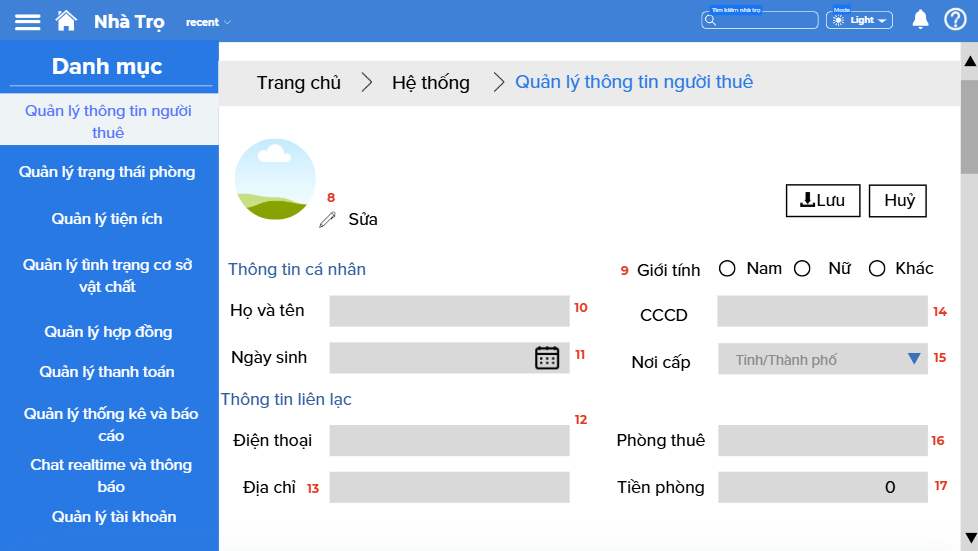 Nhà Trọ
recent
Tìm kiếm nhà trọ
Mode
Light
Danh mục
Quản lý thông tin người
thuê
Quản lý trạng thái phòng
Quản lý tiện ích
Quản lý tình trạng cơ sở
vật chất
Quản lý hợp đồng
Quản lý thanh toán
Quản lý thống kê và báo
cáo
Chat realtime và thông
báo
Quản lý tài khoản
Trang chủ
Hệ thống
Quản lý thông tin người thuê
8
Sửa
Lưu
Huỷ
Thông tin cá nhân
9 Giới tính Nam Nữ Khác
Họ và tên 10
CCCD 14
Ngày sinh 11
Nơi cấp Tỉnh/Thành phố 15
Thông tin liên lạc
12
Điện thoại
Phòng thuê 16
Địa chỉ 13
Tiền phòng 0 17